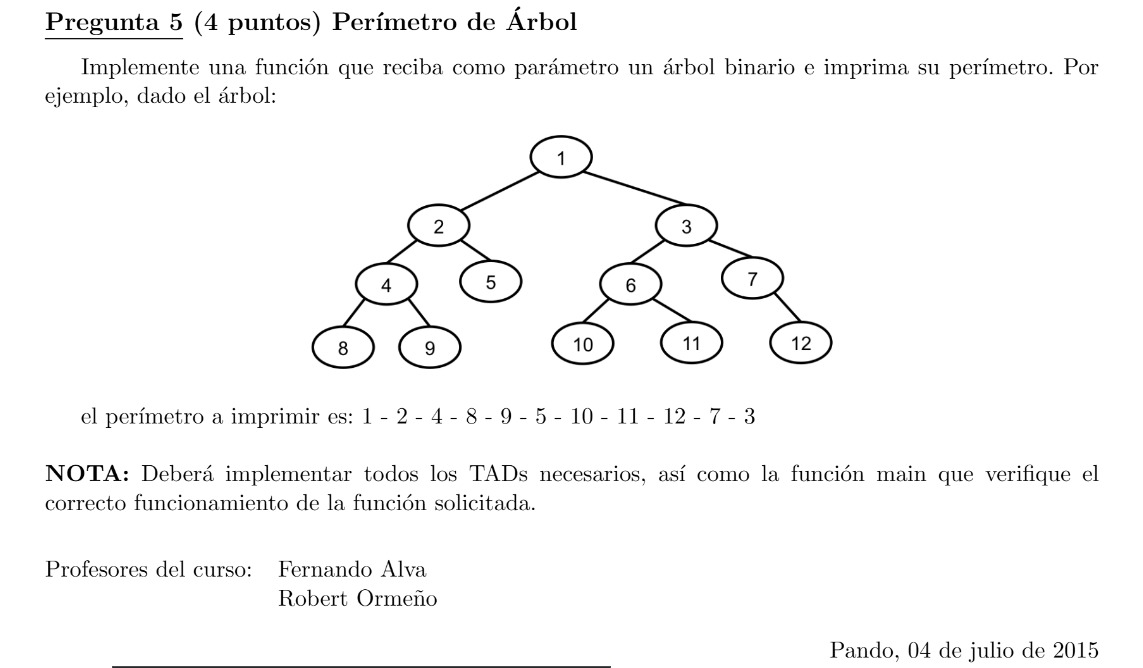 Pregunta 5 (4 puntos) Perímetro de Árbol
Implemente una función que reciba como parámetro un árbol binario e imprima su perímetro. Por
ejemplo, dado el árbol:
1
2
3
4
5
6
7
8
9
10
11
12
el perímetro a imprimir es: 1 - 2 - 4 - 8 - 9 - 5 - 10 - 11 - 12 - 7 - 3
NOTA: Deberá implementar todos los TADs necesarios, así como la función main que verifique el
correcto funcionamiento de la función solicitada.
Profesores del curso: Fernando Alva
Robert Ormeño
Pando, 04 de julio de 2015